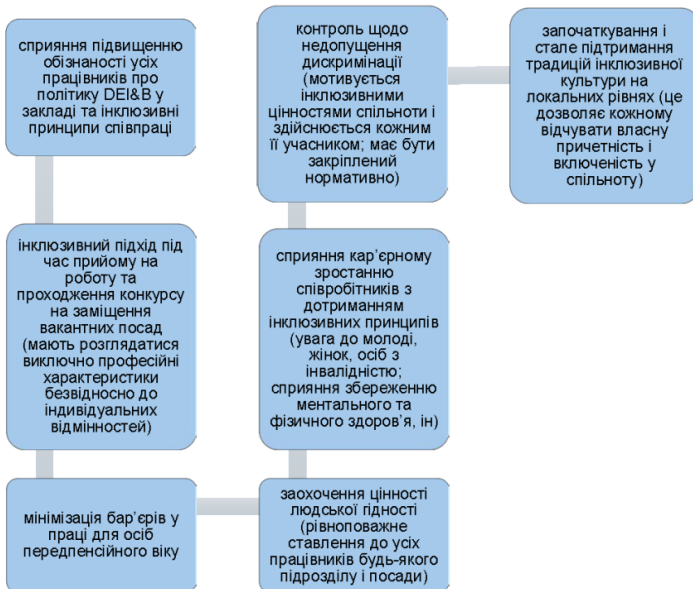 сприяння підвищенню
обізнаності усіх
працівників про
політику DEI&B у
закладі та інклюзивні
принципи співпраці
інклюзивний підхід під
час прийому на
роботу та
проходження конкурсу
на заміщення
вакантних посад
(мають розглядатися
виключно професійні
характеристики
безвідносно до
індивідуальних
відмінностей)
мінімізація бар’єрів у
праці для осіб
передпенсійного віку
заохочення цінності
людської гідності
(рівноповажне
ставлення до усіх
працівників будь-якого
підрозділу і посади)
сприяння кар’єрному
зростанню
співробітників з
дотриманням
інклюзивних принципів
(увага до молоді,
жінок, осіб з
інвалідністю;
сприяння збереженню
ментального та
фізичного здоров’я, ін)
контроль щодо
недопущення
дискримінації
(мотивується
інклюзивними
цінностями спільноти і
здійснюється кожним
її учасником; має бути
закріплений
нормативно)
започаткування і
стале підтримання
традицій інклюзивної
культури на
локальних рівнях (це
дозволяє кожному
відчувати власну
причетність і
включеність у
спільноту)